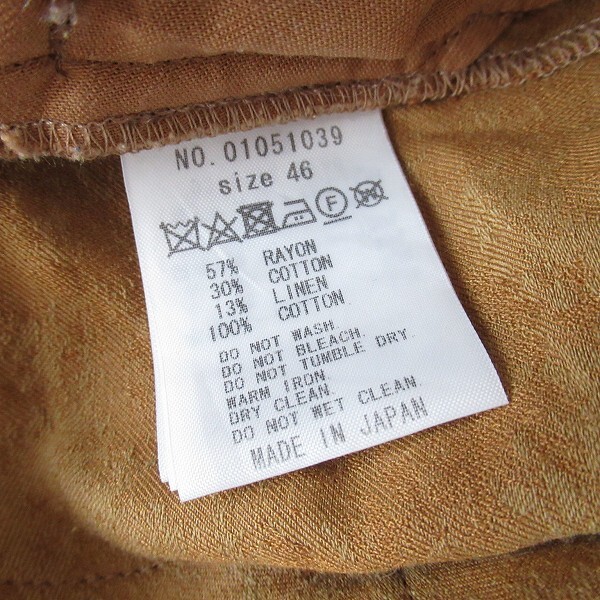 NO. 01051039
size 46
F W
57% RAYON
30% COTTON
13% LINEN
100% COTTON
DO NOT WASH.
DO NOT BLEACH.
DO NOT TUMBLE DRY.
WARM IRON.
DRY CLEAN.
DO NOT WET CLEAN.
MADE IN JAPAN